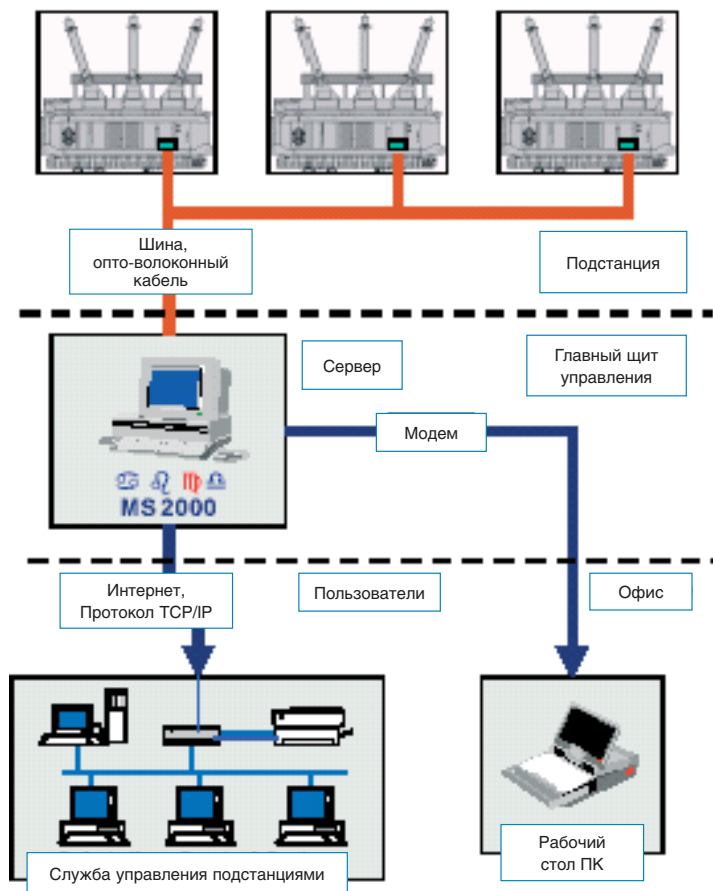 Шина,
опто-волоконный
кабель
Подстанция
Сервер
Главный щит
управления
Модем
MS 2000
Интернет,
Протокол TCP/IP
Пользователи
Офис
Рабочий
стол ПК
Служба управления подстанциями